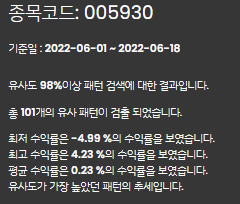 종목코드: 005930
기준일 : 2022-06-01 ~ 2022-06-18
유사도 98%이상 패턴 검색에 대한 결과입니다.
총 101개의 유사 패턴이 검출 되었습니다.
최저 수익률은 -4.99 %의 수익률을 보였습니다.
최고 수익률은 4.23 %의 수익률을 보였습니다.
평균 수익률은 0.23 %의 수익률을 보였습니다.
유사도가 가장 높았던 패턴의 추세입니다.